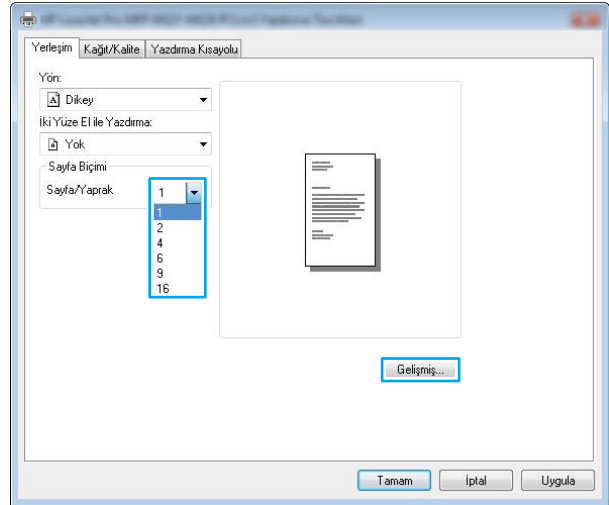 Yerleşim Kağıt/Kalite Yazdırma Kısayolu
Yön:
Dikey
İki Yüze El ile Yazdırma:
Yok
Sayfa Biçimi
Sayfa/Yaprak 1
1
2
4
6
9
16
Gelişmiş...
Tamam İptal Uygula